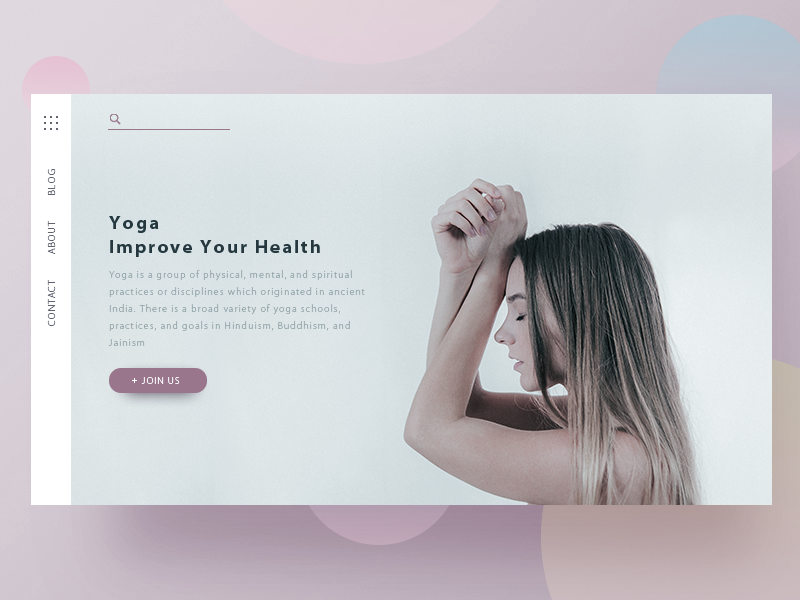 BLOG
ABOUT
CONTACT
Yoga
Improve Your Health
Yoga is a group of physical, mental, and spiritual
practices or disciplines which originated in ancient
India. There is a broad variety of yoga schools,
practices, and goals in Hinduism, Buddhism, and
Jainism
+ JOIN US